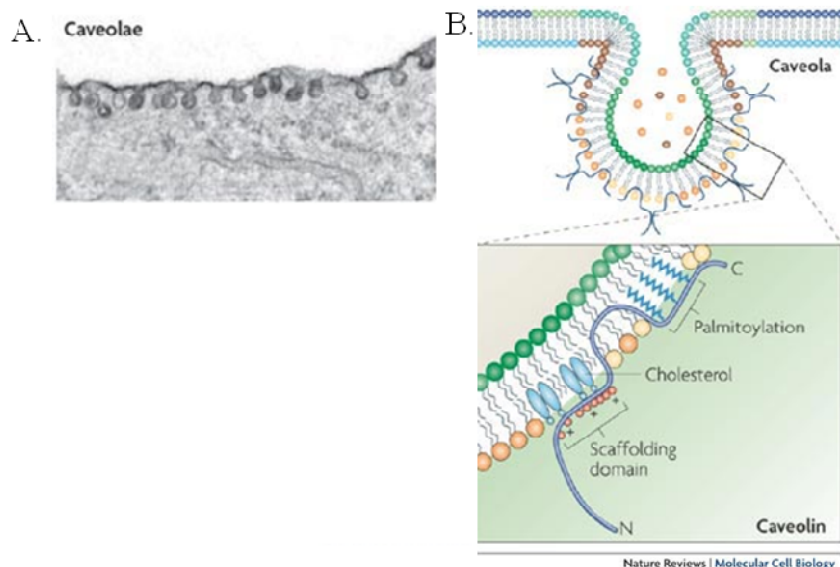 A.
Caveolae
B.
Caveola
C
Palmitoylation
Cholesterol
+
+
+
Scaffolding
domain
N
Caveolin
Nature Reviews | Molecular Cell Biology